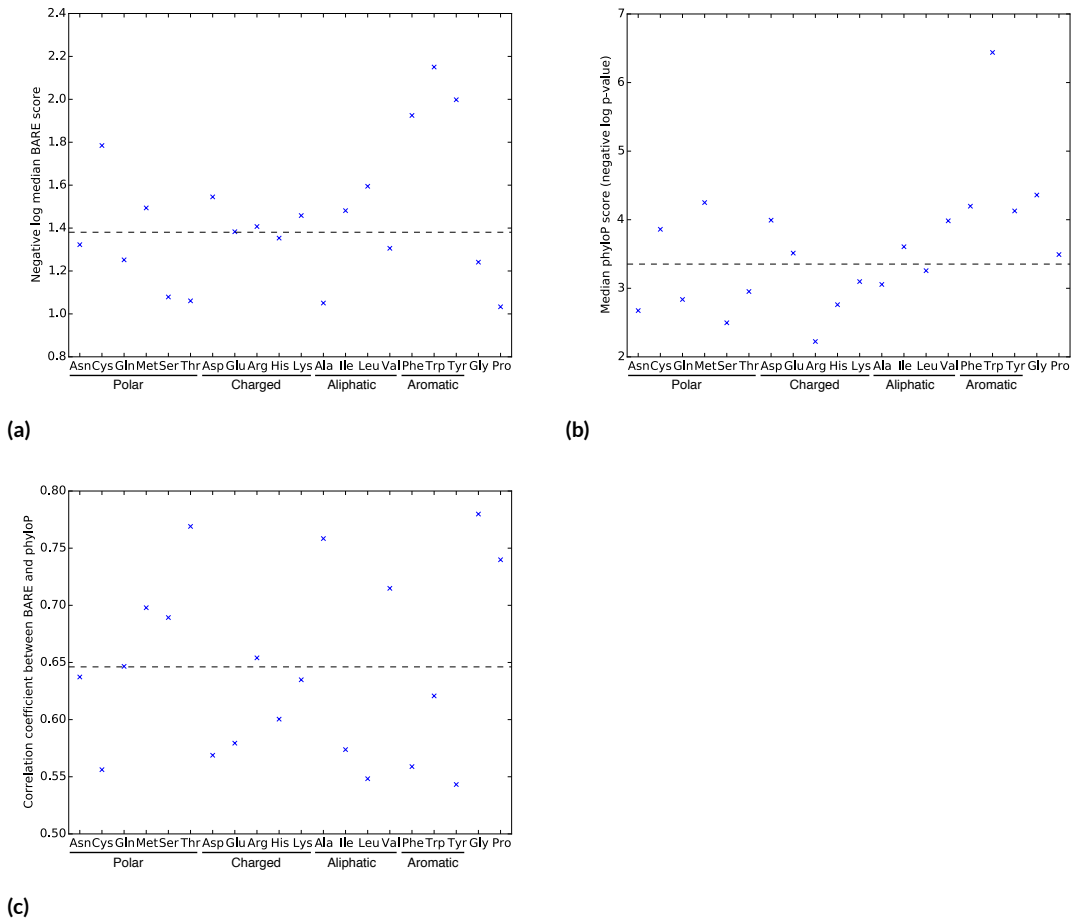 2.4
2.2
2.0
1.8
1.6
1.4
1.2
1.0
0.8
Negative log median BARE score
Asn Cys Gln Met Ser Thr Asp Glu Arg His Lys Ala Ile Leu Val Phe Trp Tyr Gly Pro
Polar Charged Aliphatic Aromatic
(a)
7
6
5
4
3
2
Median phyloP score (negative log p-value)
Asn Cys Gln Met Ser Thr Asp Glu Arg His Lys Ala Ile Leu Val Phe Trp Tyr Gly Pro
Polar Charged Aliphatic Aromatic
(b)
0.80
0.75
0.70
0.65
0.60
0.55
0.50
Correlation coefficient between BARE and phyloP
Asn Cys Gln Met Ser Thr Asp Glu Arg His Lys Ala Ile Leu Val Phe Trp Tyr Gly Pro
Polar Charged Aliphatic Aromatic
(c)